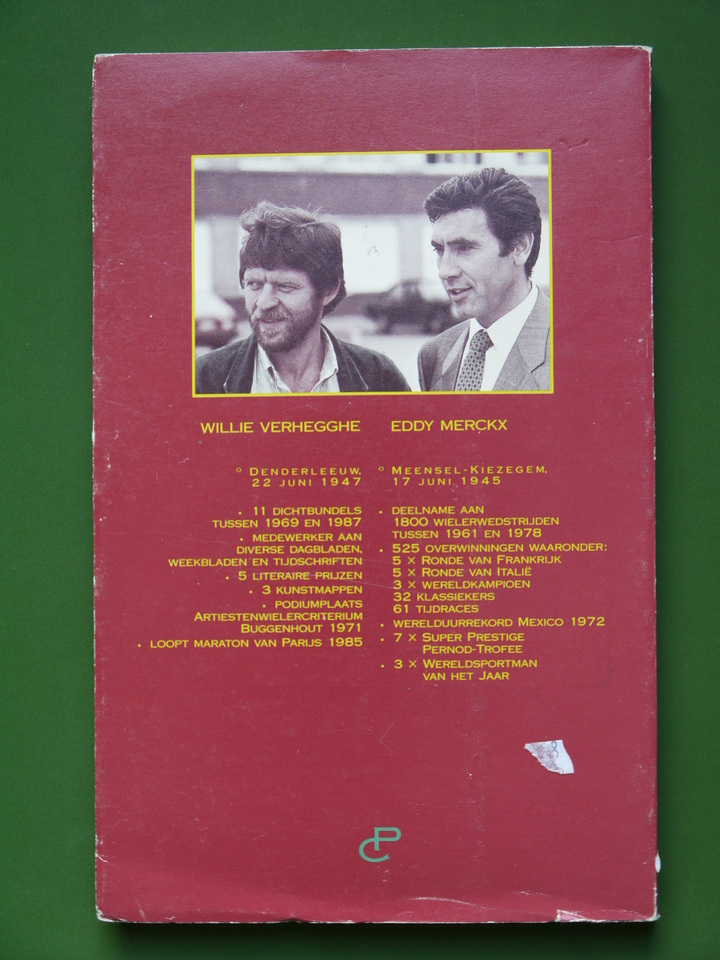 WILLIE VERHEGGHE
° DENDERLEEUW,
22 JUNI 1947
• 11 DICHTBUNDELS
TUSSEN 1969 EN 1987
• MEDEWERKER AAN
DIVERSE DAGBLADEN,
WEEKBLADEN EN TIJDSCHRIFTEN
• 5 LITERAIRE PRIJZEN
• 3 KUNSTMAPPEN
• PODIUMPLAATS
ARTIESTENWIELERCRITERIUM
BUGGENHOUT 1971
• LOOPT MARATON VAN PARIJS 1985
EDDY MERCKX
° MEENSEL-KIEZEGEM,
17 JUNI 1945
• DEELNAME AAN
1800 WIELERWEDSTRIJDEN
TUSSEN 1961 EN 1978
• 525 OVERWINNINGEN WAARONDER:
5 × RONDE VAN FRANKRIJK
5 × RONDE VAN ITALIË
3 × WERELDKAMPIOEN
32 KLASSIEKERS
61 TIJDRACES
• WERELDUURREKORD MEXICO 1972
• 7 × SUPER PRESTIGE
PERNOD-TROFEE
• 3 × WERELDSPORTMAN
VAN HET JAAR